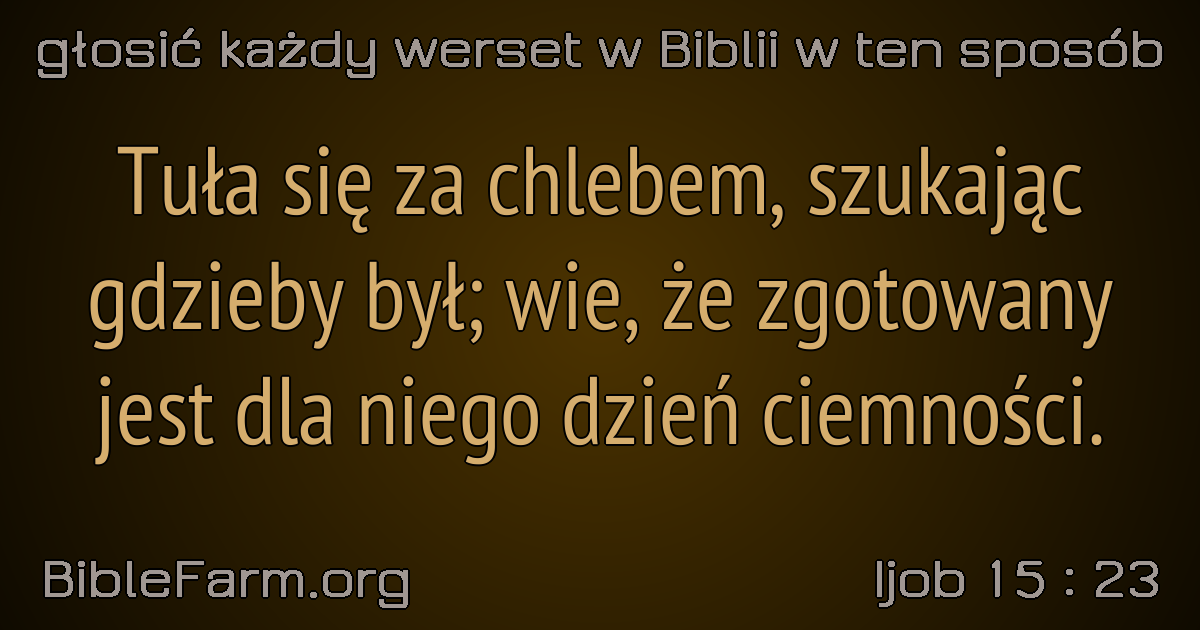 głosić każdy werset w Biblii w ten sposób
Tuła się za chlebem, szukając
gdzieby był; wie, że zgotowany
jest dla niego dzień ciemności.
BibleFarm.org
Ijob 15 : 23